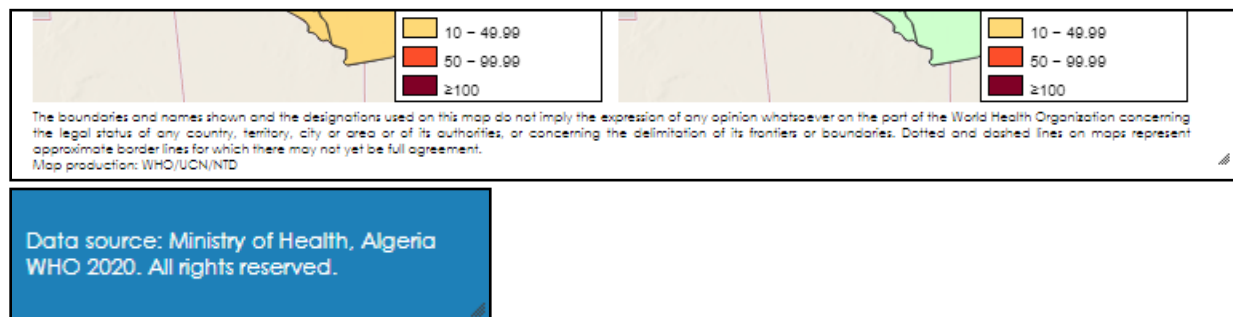 10 – 49.99
50 – 99.99
≥100
10 – 49.99
50 – 99.99
≥100
The boundaries and names shown and the designations used on this map do not imply the expression of any opinion whatsoever on the part of the World Health Organization concerning
the legal status of any country, territory, city or area or of its authorities, or concerning the delimitation of its frontiers or boundaries. Dotted and dashed lines on maps represent
approximate border lines for which there may not yet be full agreement.
Map production: WHO/UCN/NTD
Data source: Ministry of Health, Algeria
WHO 2020. All rights reserved.